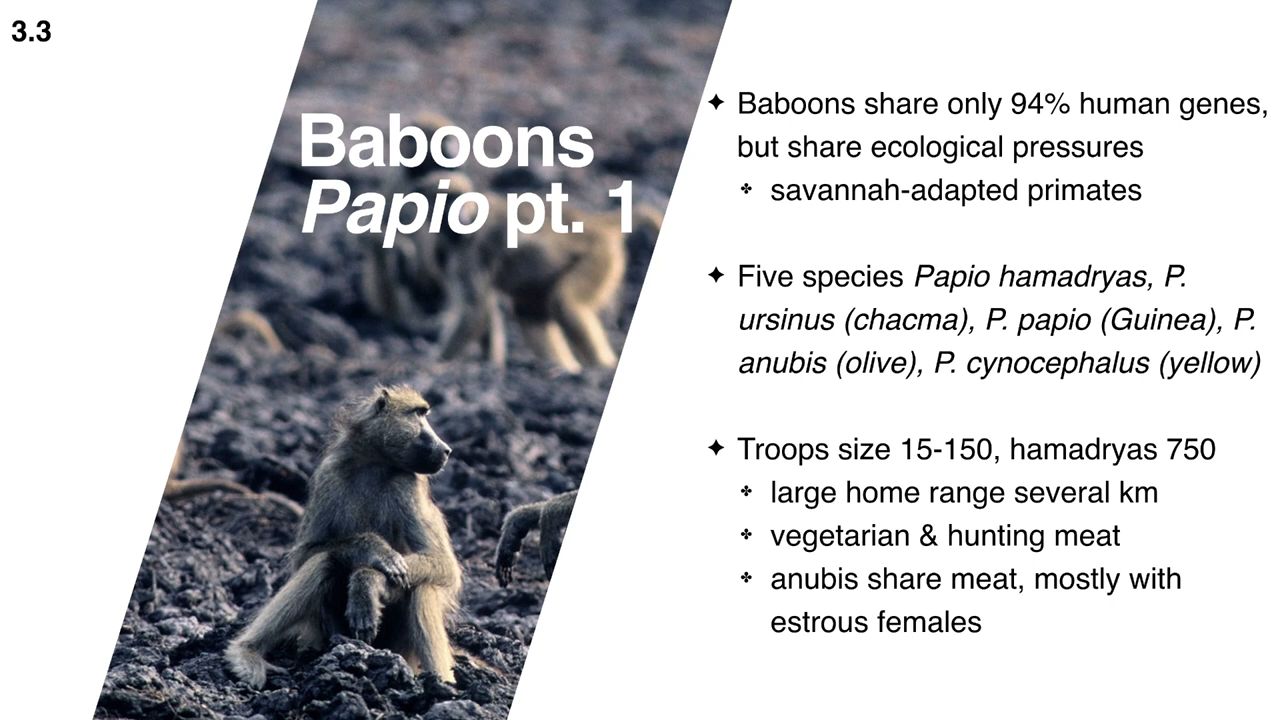 3.3
Baboons
Papio pt. 1
✦ Baboons share only 94% human genes,
but share ecological pressures
✤ savannah-adapted primates
✦ Five species Papio hamadryas, P.
ursinus (chacma), P. papio (Guinea), P.
anubis (olive), P. cynocephalus (yellow)
✦ Troops size 15-150, hamadryas 750
✤ large home range several km
✤ vegetarian & hunting meat
✤ anubis share meat, mostly with
estrous females